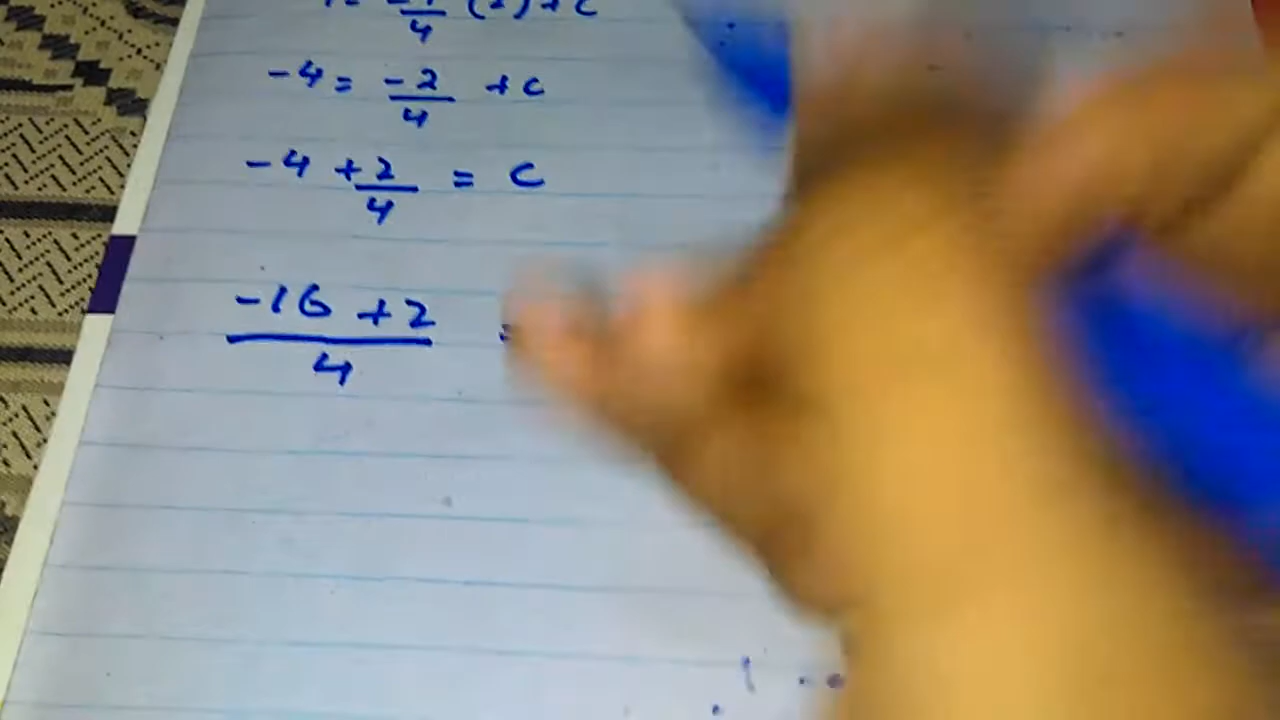 -4 = -2/4 + c
-4 + 2/4 = c
-16 + 2 / 4 =